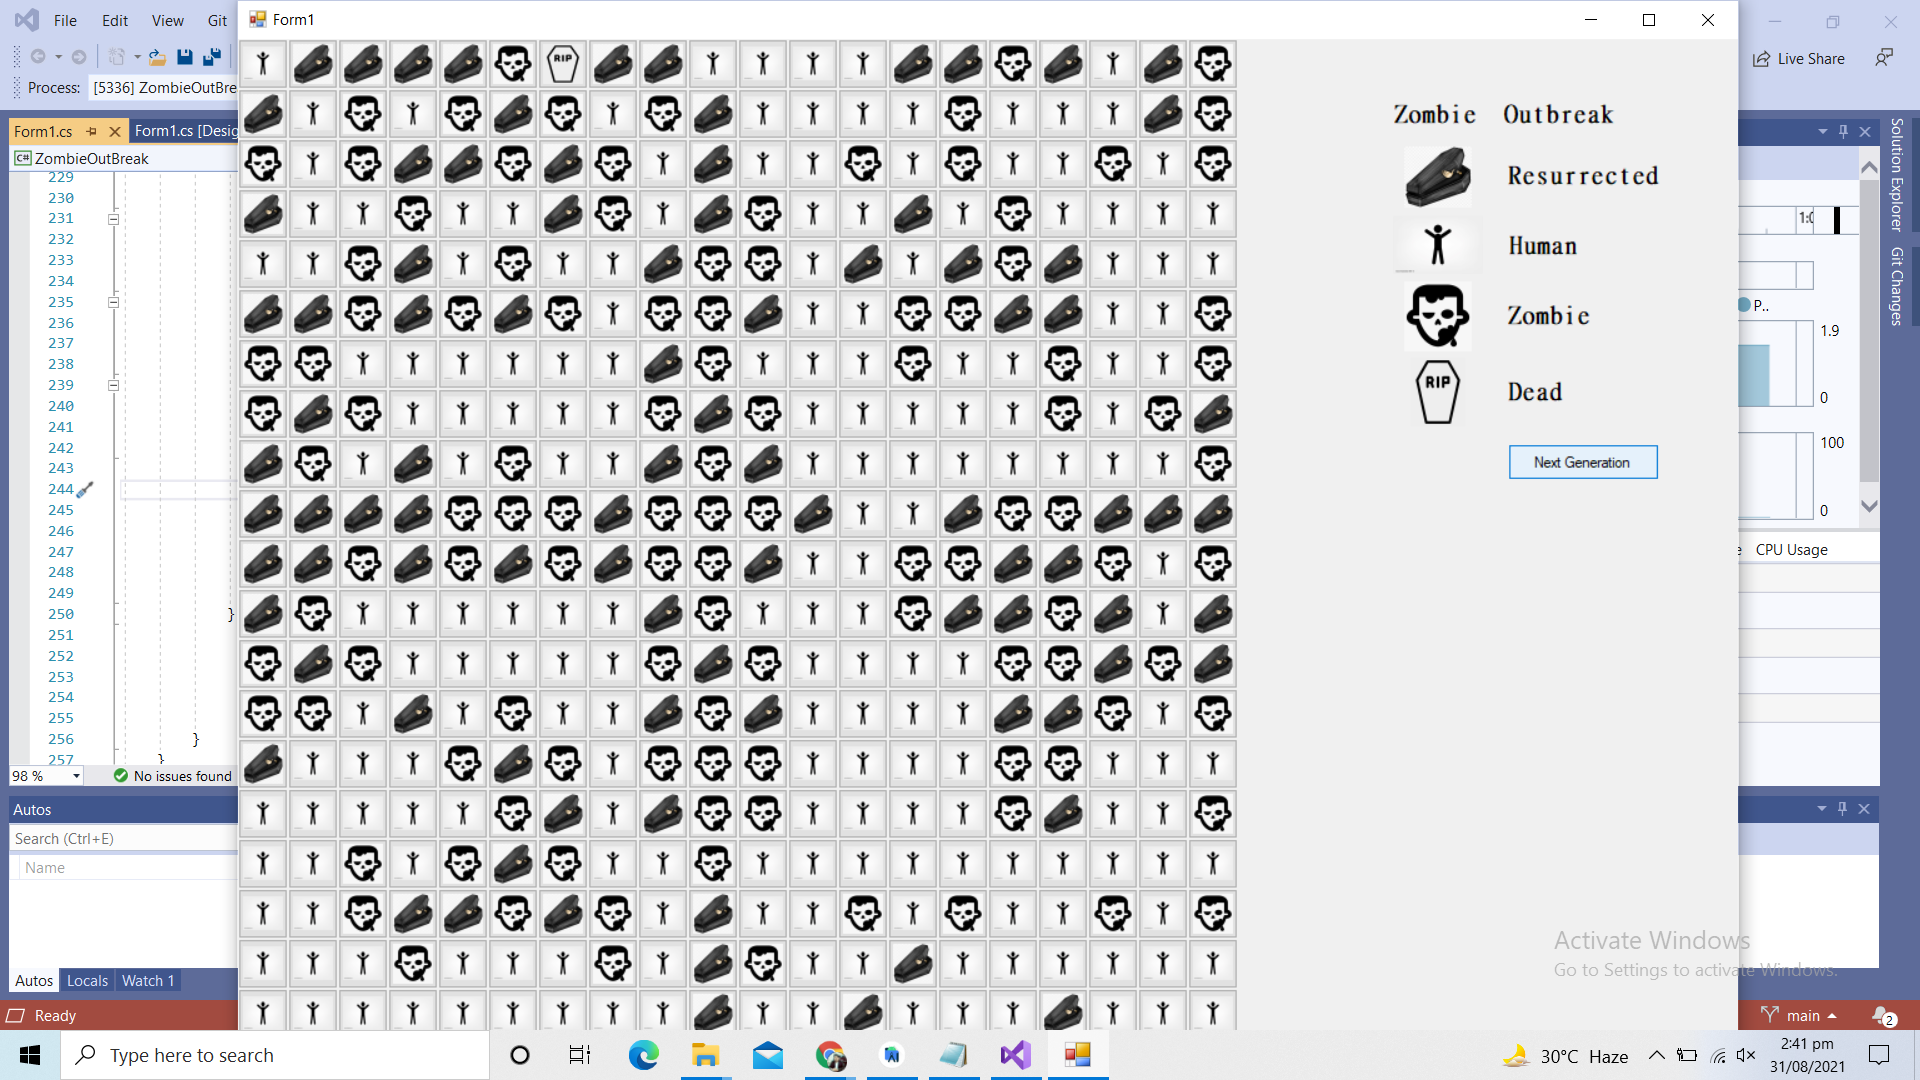 File Edit View Git
Form1
Live Share
Process: [5336] ZombieOutBre
Form1.cs
Form1.cs [Desig
ZombieOutBreak
RIP
Zombie Outbreak
Resurrected
Human
Zombie
RIP
Dead
Next Generation
229
230
231
232
233
234
235
236
237
238
239
240
241
242
243
244
245
246
247
248
249
250 }
251
252
253
254
255
256 }
257 }
98 %
No issues found
Autos
Search (Ctrl+E)
Name
Autos Locals Watch 1
Ready
Solution Explorer
Git Changes
P..
1.9
0
100
0
CPU Usage
Activate Windows
Go to Settings to activate Windows.
main
2
Type here to search
30°C Haze
2:41 pm
31/08/2021